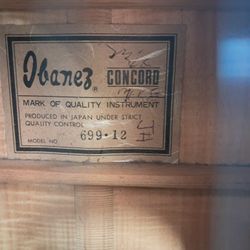 Ibanez® CONCORD
MARK OF QUALITY INSTRUMENT
PRODUCED IN JAPAN UNDER STRICT
QUALITY CONTROL
MODEL NO 699·12